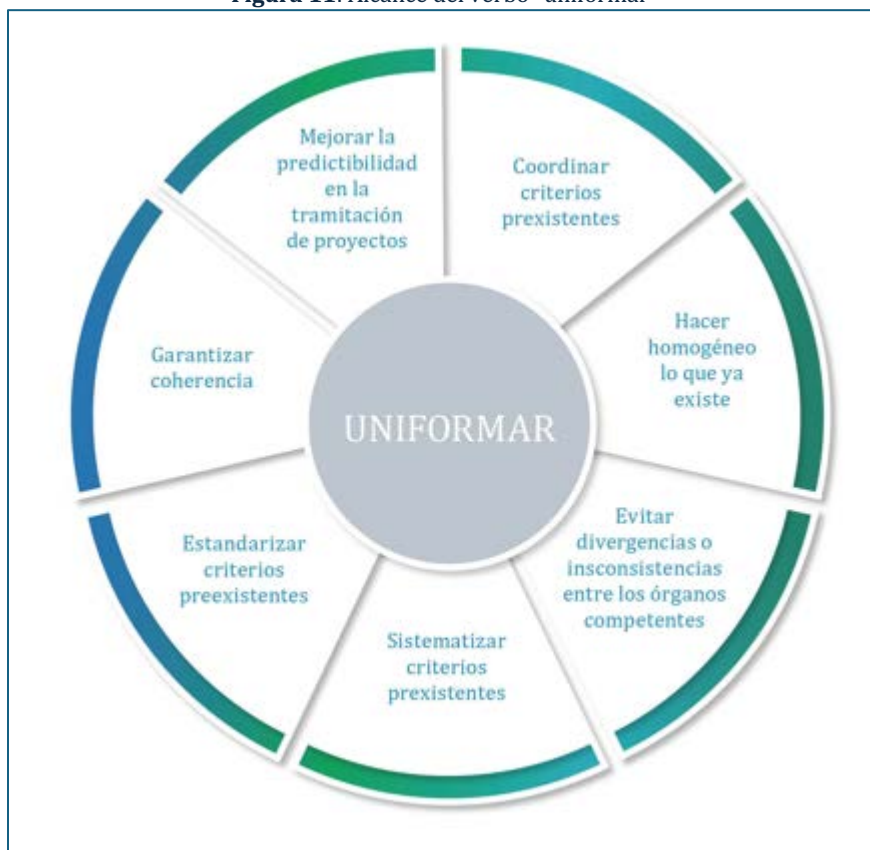 Figura 11. Alcance del verbo "uniformar"
Mejorar la
predictibilidad
en la
tramitación
de proyectos
Coordinar
criterios
prexistentes
Hacer
homogéneo
lo que ya
existe
Evitar
divergencias o
insconsistencias
entre los órganos
competentes
Sistematizar
criterios
prexistentes
Estandarizar
criterios
preexistentes
Garantizar
coherencia
UNIFORMAR